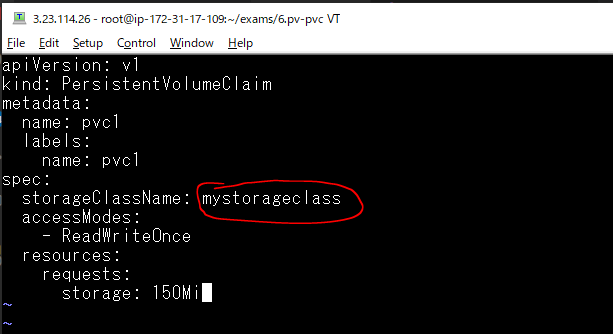 3.23.114.26 - root@ip-172-31-17-109:~/exams/6.pv-pvc VT
File Edit Setup Control Window Help
apiVersion: v1
kind: PersistentVolumeClaim
metadata:
  name: pvc1
  labels:
    name: pvc1
spec:
  storageClassName: mystorageclass
  accessModes:
    - ReadWriteOnce
  resources:
    requests:
      storage: 150Mi
~
~